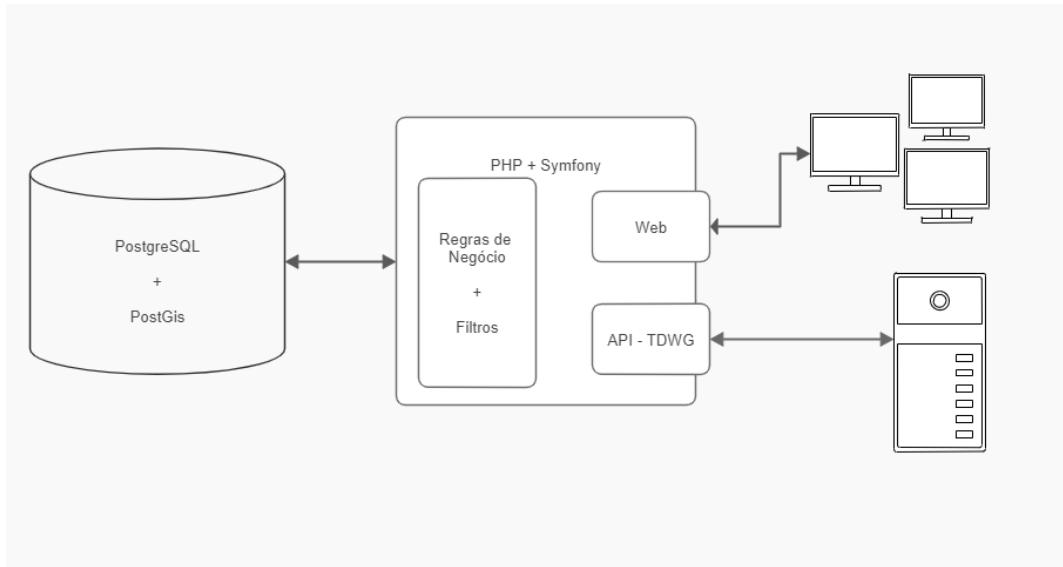 PostgreSQL
+
PostGis
PHP + Symfony
Regras de
Negócio
+
Filtros
Web
API - TDWG